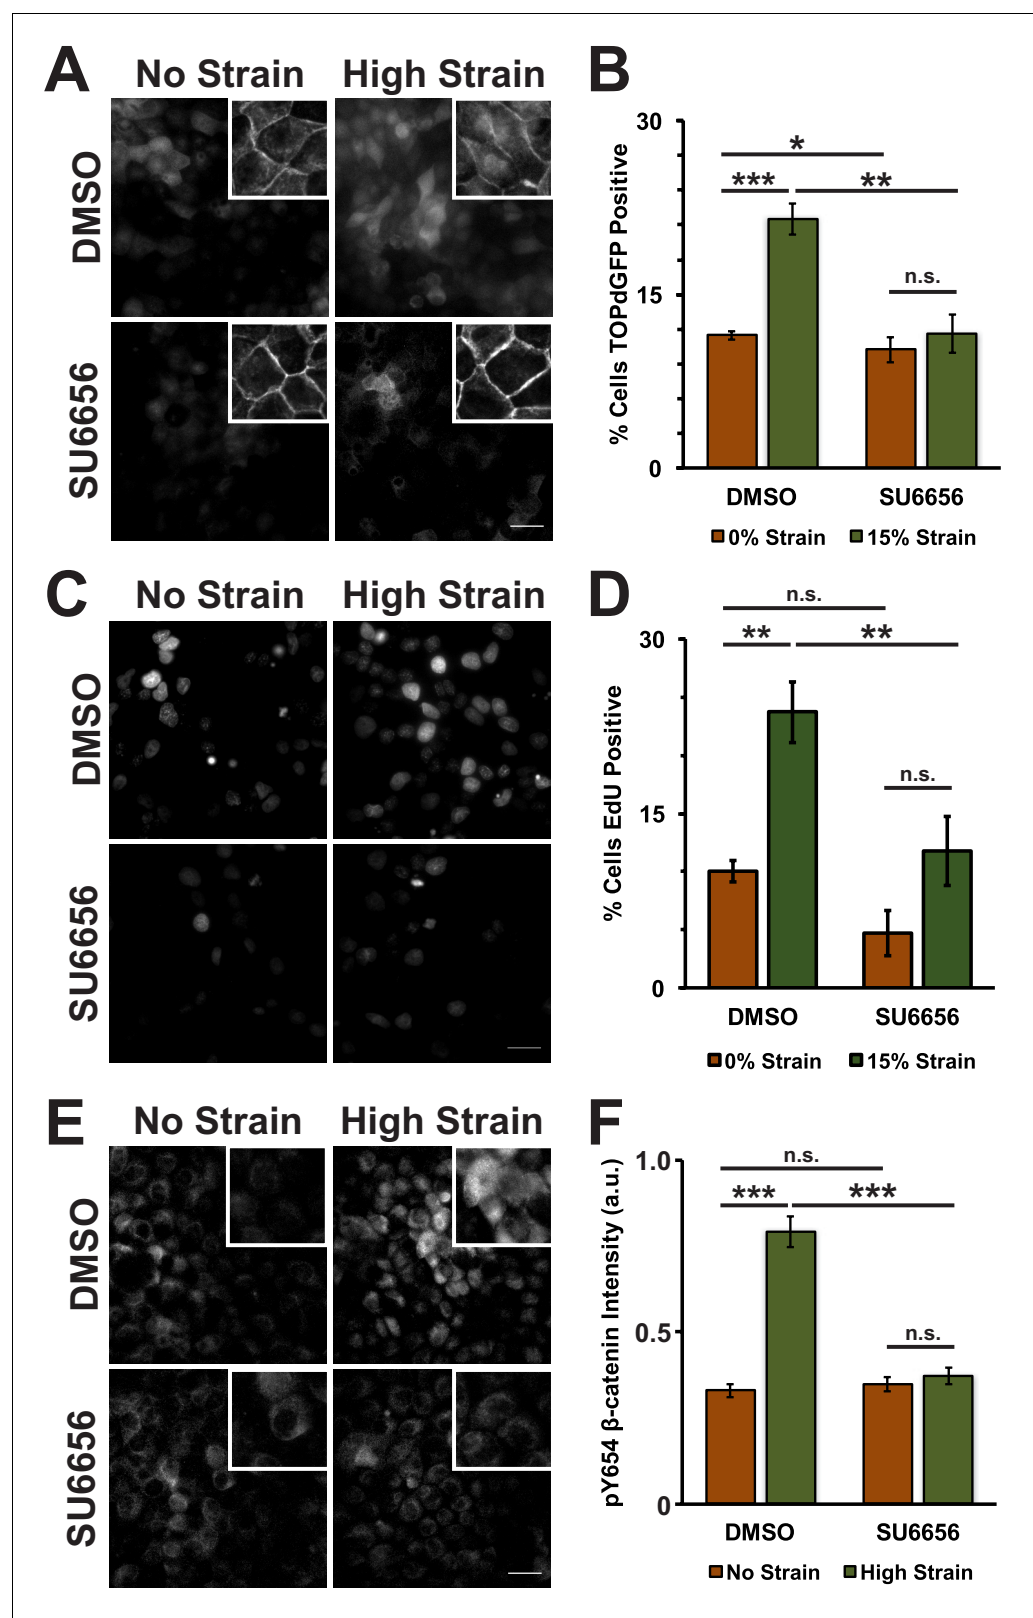 A
No Strain
High Strain
DMSO
SU6656
B
30
15
0
% Cells TOPdGFP Positive
*
***
**
n.s.
DMSO
SU6656
0% Strain
15% Strain
C
No Strain
High Strain
DMSO
SU6656
D
30
15
0
% Cells EdU Positive
n.s.
**
**
n.s.
DMSO
SU6656
0% Strain
15% Strain
E
No Strain
High Strain
DMSO
SU6656
F
1.0
0.5
0
pY654 β-catenin Intensity (a.u.)
n.s.
***
***
n.s.
DMSO
SU6656
No Strain
High Strain